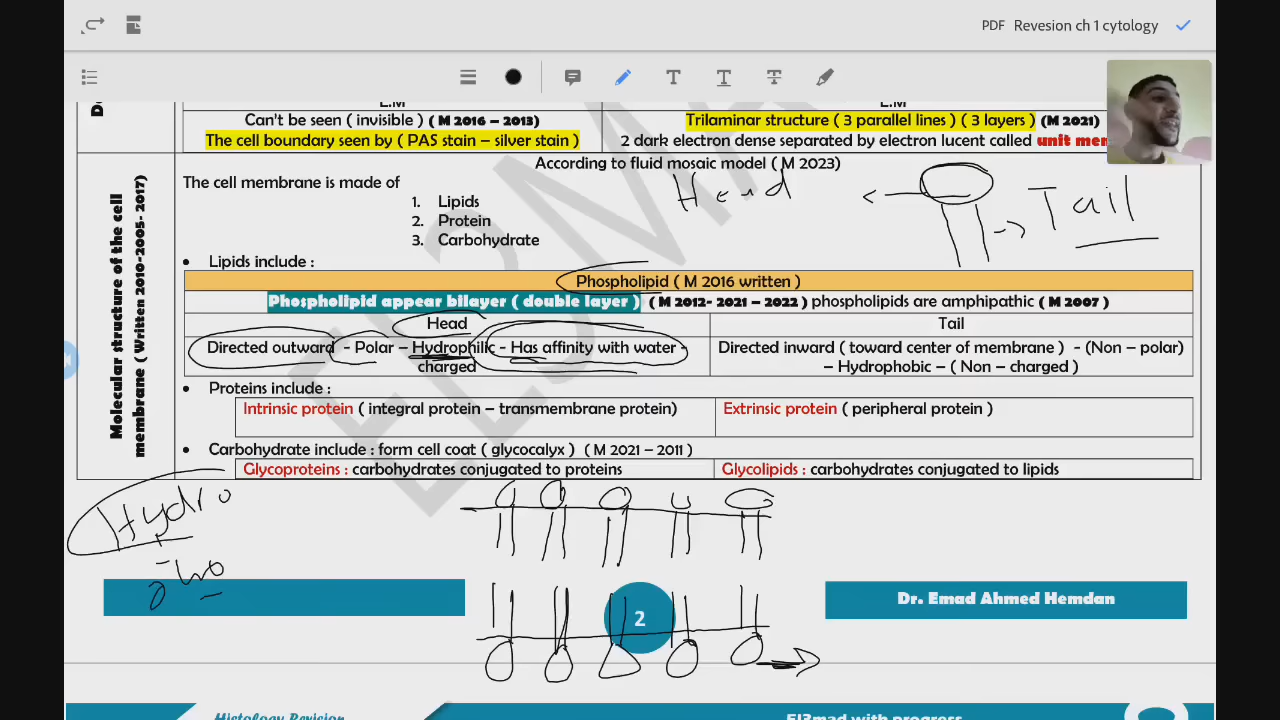 PDF Revesion ch 1 cytology
E.M E.M
Can't be seen ( invisible ) ( M 2016 – 2013) Trilaminar structure ( 3 parallel lines ) ( 3 layers ) ( M 2021)
The cell boundary seen by ( PAS stain – silver stain ) 2 dark electron dense separated by electron lucent called unit
According to fluid mosaic model ( M 2023)
The cell membrane is made of
Head
Tail
1. Lipids
2. Protein
3. Carbohydrate
Molecular structure of the cell
membrane ( Written 2010-2005- 2017)
• Lipids include :
Phospholipid ( M 2016 written )
Phospholipid appear bilayer ( double layer ) ( M 2012- 2021 – 2022 ) phospholipids are amphipathic ( M 2007 )
Head Tail
Directed outward - Polar – Hydrophilic - Has affinity with water - Directed inward ( toward center of membrane ) - (Non – polar)
charged – Hydrophobic – ( Non – charged )
• Proteins include :
Intrinsic protein ( integral protein – transmembrane protein) Extrinsic protein ( peripheral protein )
• Carbohydrate include : form cell coat ( glycocalyx ) ( M 2021 – 2011 )
Glycoproteins : carbohydrates conjugated to proteins Glycolipids : carbohydrates conjugated to lipids
Hydro
2
Dr. Emad Ahmed Hemdan
Histology Revision El3mad with progress